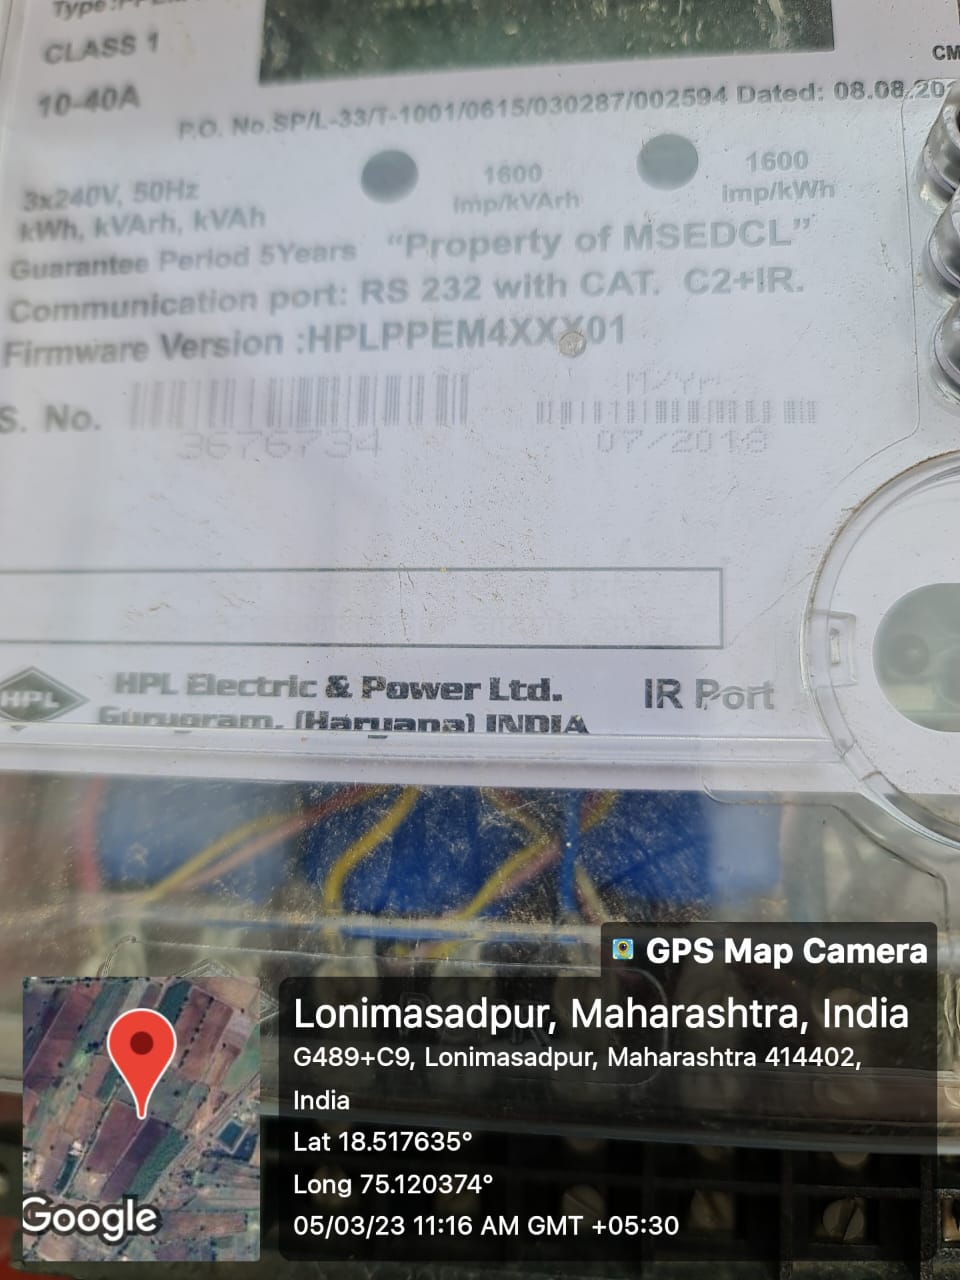 CLASS 1
10-40A
CM
P.O. No.SP/L-33/T-1001/0615/030287/002594 Dated: 08.08.20
3x240V, 50Hz
1600
1600
kWh, kVArh, kVAh
imp/kVArh
imp/kWh
Guarantee Period 5Years "Property of MSEDCL"
Communication port: RS 232 with CAT. C2+IR.
Firmware Version :HPLPPEM4XXX01
M/Yr
S. No.
3676734
07/2018
HPL
HPL Electric & Power Ltd.
IR Port
Gurugram. (Haryana) INDIA
GPS Map Camera
Lonimasadpur, Maharashtra, India
G489+C9, Lonimasadpur, Maharashtra 414402,
India
Lat 18.517635°
Long 75.120374°
05/03/23 11:16 AM GMT +05:30
Google